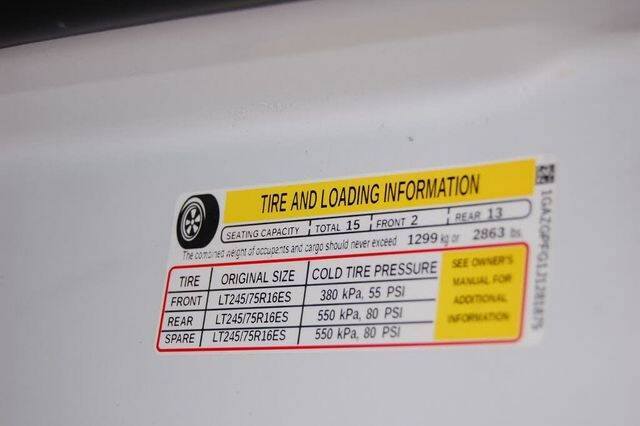 TIRE AND LOADING INFORMATION
SEATING CAPACITY TOTAL 15 FRONT 2 REAR 13
The combined weight of occupants and cargo should never exceed 1299 kg or 2863 lbs.
TIRE ORIGINAL SIZE COLD TIRE PRESSURE
FRONT LT245/75R16ES 380 kPa, 55 PSI
REAR LT245/75R16ES 550 kPa, 80 PSI
SPARE LT245/75R16ES 550 kPa, 80 PSI
SEE OWNER'S
MANUAL FOR
ADDITIONAL
INFORMATION